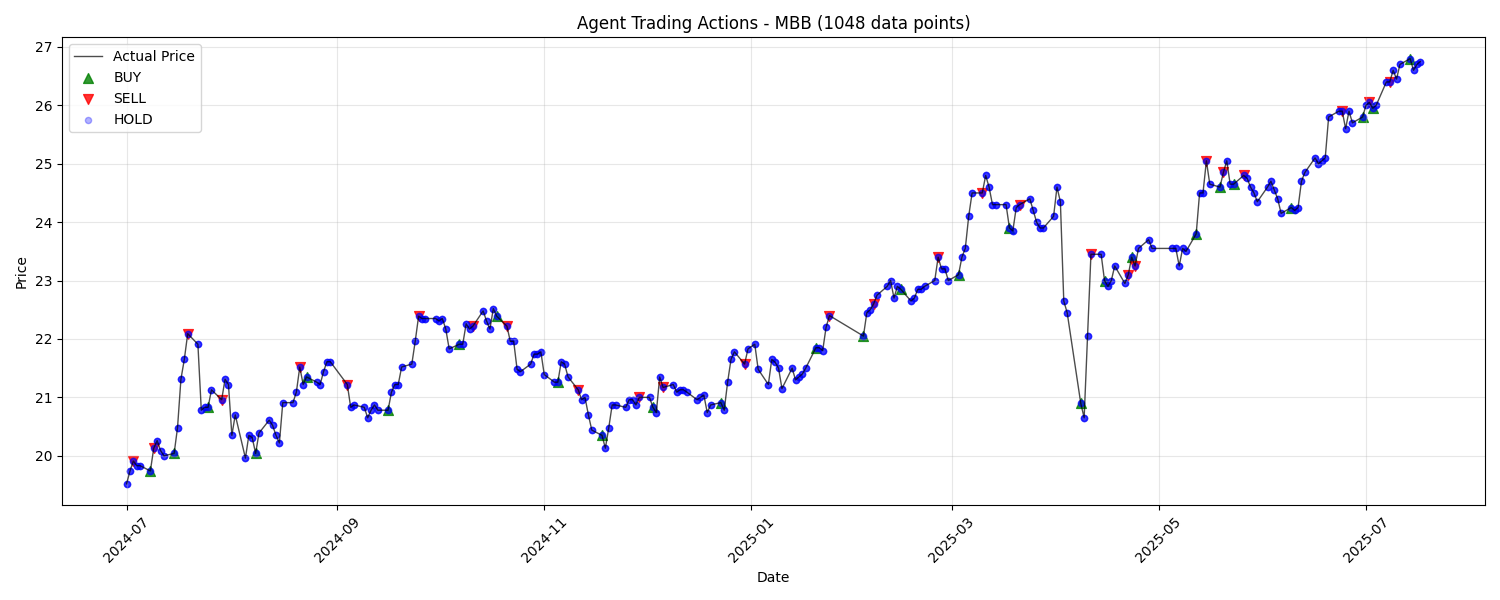 Agent Trading Actions - MBB (1048 data points)
Actual Price
BUY
SELL
HOLD
27
26
25
24
23
22
21
20
Price
2024-07
2024-09
2024-11
2025-01
2025-03
2025-05
2025-07
Date